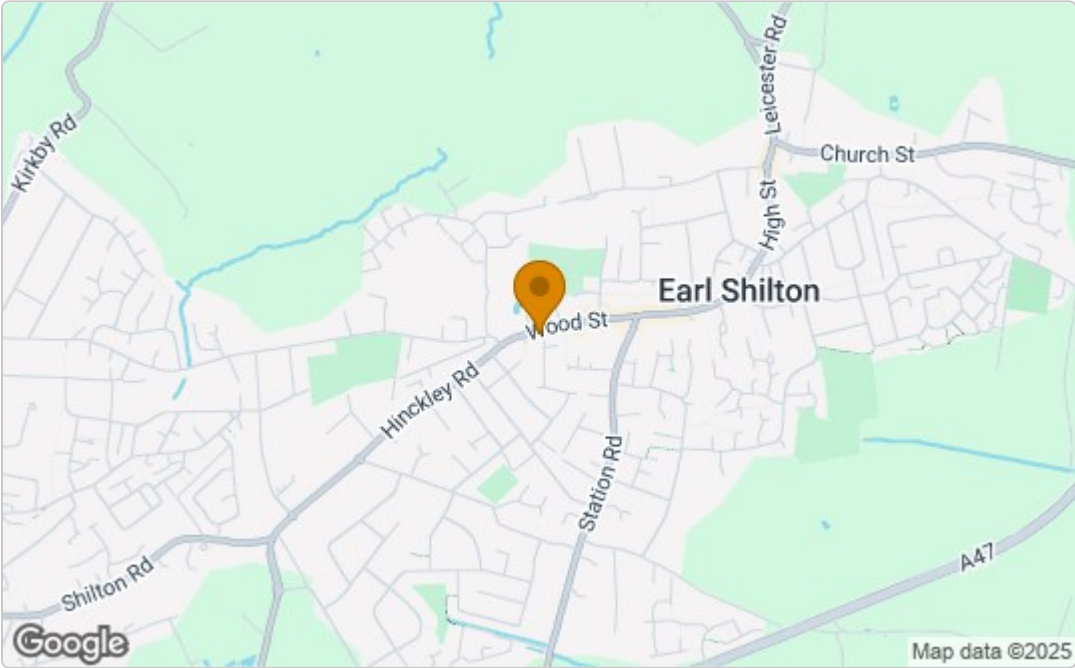 Leicester Rd
Kirkby Rd
Church St
High St
Earl Shilton
Wood St
Hinckley Rd
Station Rd
A47
Shilton Rd
Google
Map data ©2025